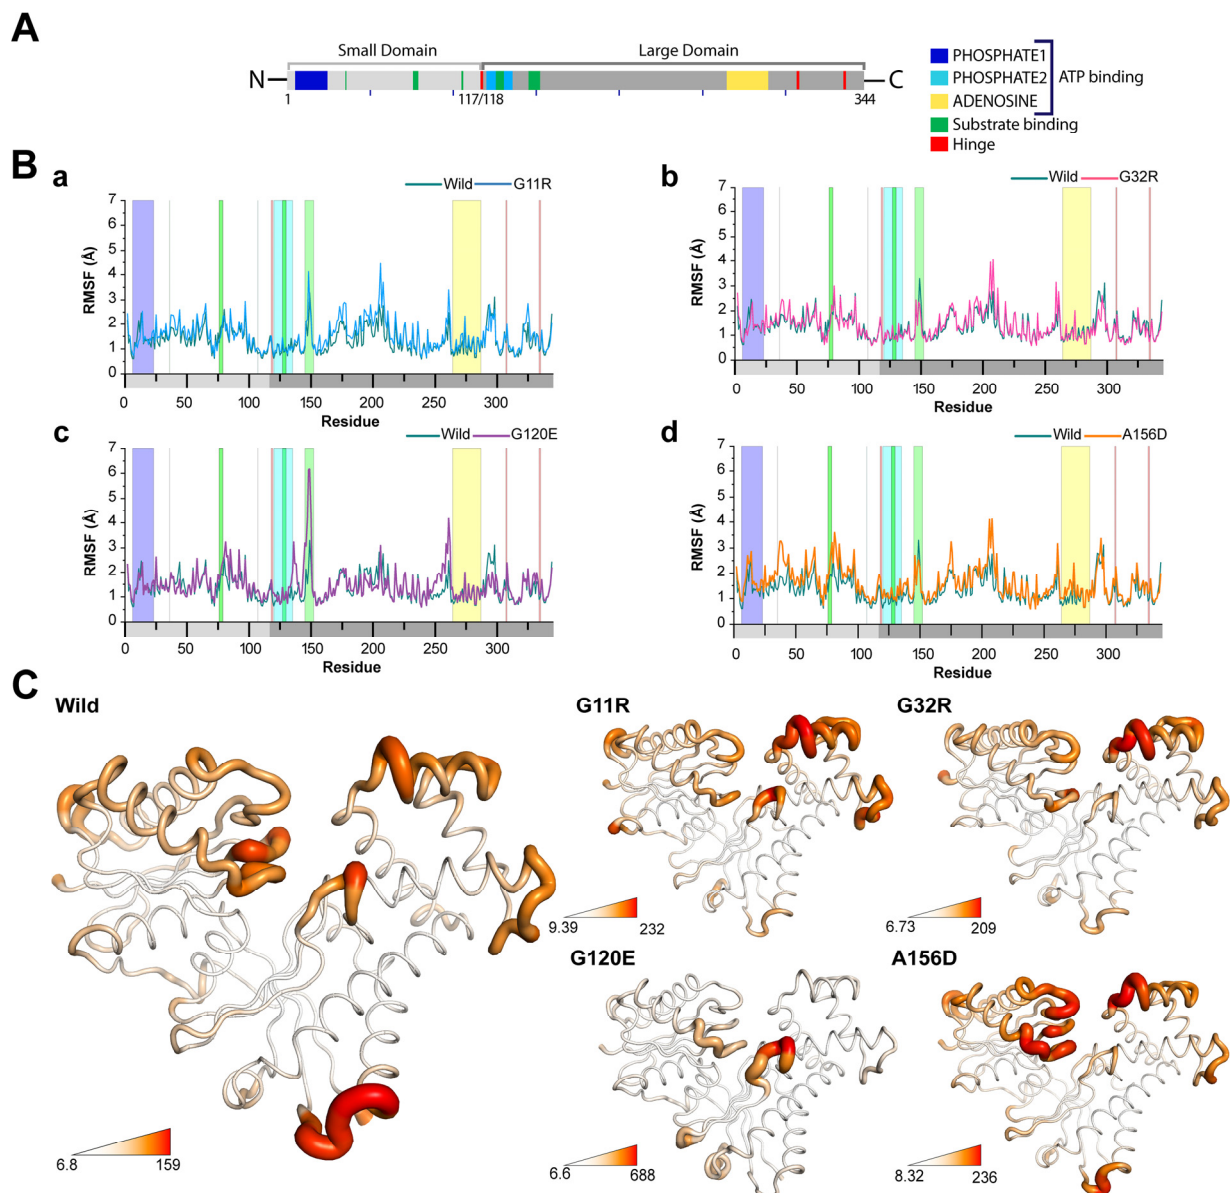 A
Small Domain
Large Domain
N
C
1
117/118
344
PHOSPHATE1
PHOSPHATE2
ADENOSINE
ATP binding
Substrate binding
Hinge
B
a
Wild
G11R
7
6
5
4
3
2
1
0
RMSF (Å)
0 50 100 150 200 250 300
Residue
b
Wild
G32R
7
6
5
4
3
2
1
0
RMSF (Å)
0 50 100 150 200 250 300
Residue
c
Wild
G120E
7
6
5
4
3
2
1
0
RMSF (Å)
0 50 100 150 200 250 300
Residue
d
Wild
A156D
7
6
5
4
3
2
1
0
RMSF (Å)
0 50 100 150 200 250 300
Residue
C
Wild
6.8
159
G11R
9.39
232
G32R
6.73
209
G120E
6.6
688
A156D
8.32
236